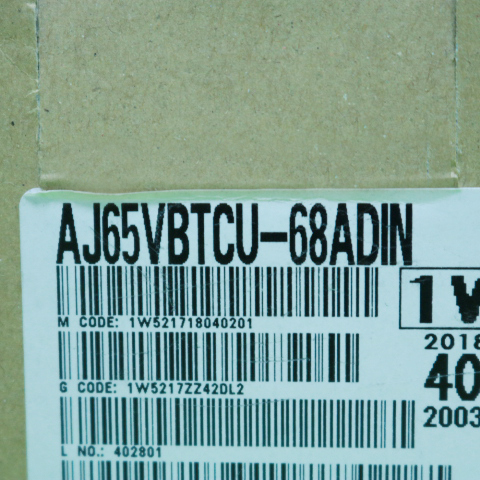 AJ65VBTCU-68ADIN
1W
M CODE: 1W521718040201
2018
G CODE: 1W5217ZZ42DL2
40
2003
L NO.: 402801